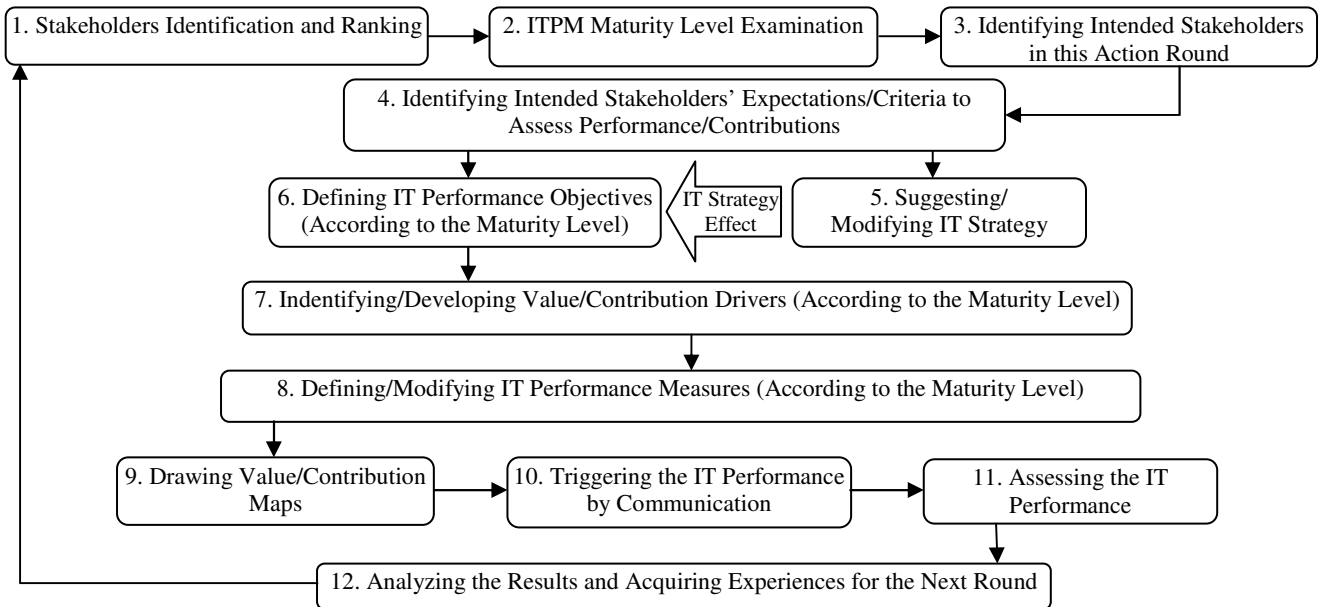 1. Stakeholders Identification and Ranking
2. ITPM Maturity Level Examination
3. Identifying Intended Stakeholders
in this Action Round
4. Identifying Intended Stakeholders’ Expectations/Criteria to
Assess Performance/Contributions
6. Defining IT Performance Objectives
(According to the Maturity Level)
IT Strategy
Effect
5. Suggesting/
Modifying IT Strategy
7. Indentifying/Developing Value/Contribution Drivers (According to the Maturity Level)
8. Defining/Modifying IT Performance Measures (According to the Maturity Level)
9. Drawing Value/Contribution
Maps
10. Triggering the IT Performance
by Communication
11. Assessing the IT
Performance
12. Analyzing the Results and Acquiring Experiences for the Next Round